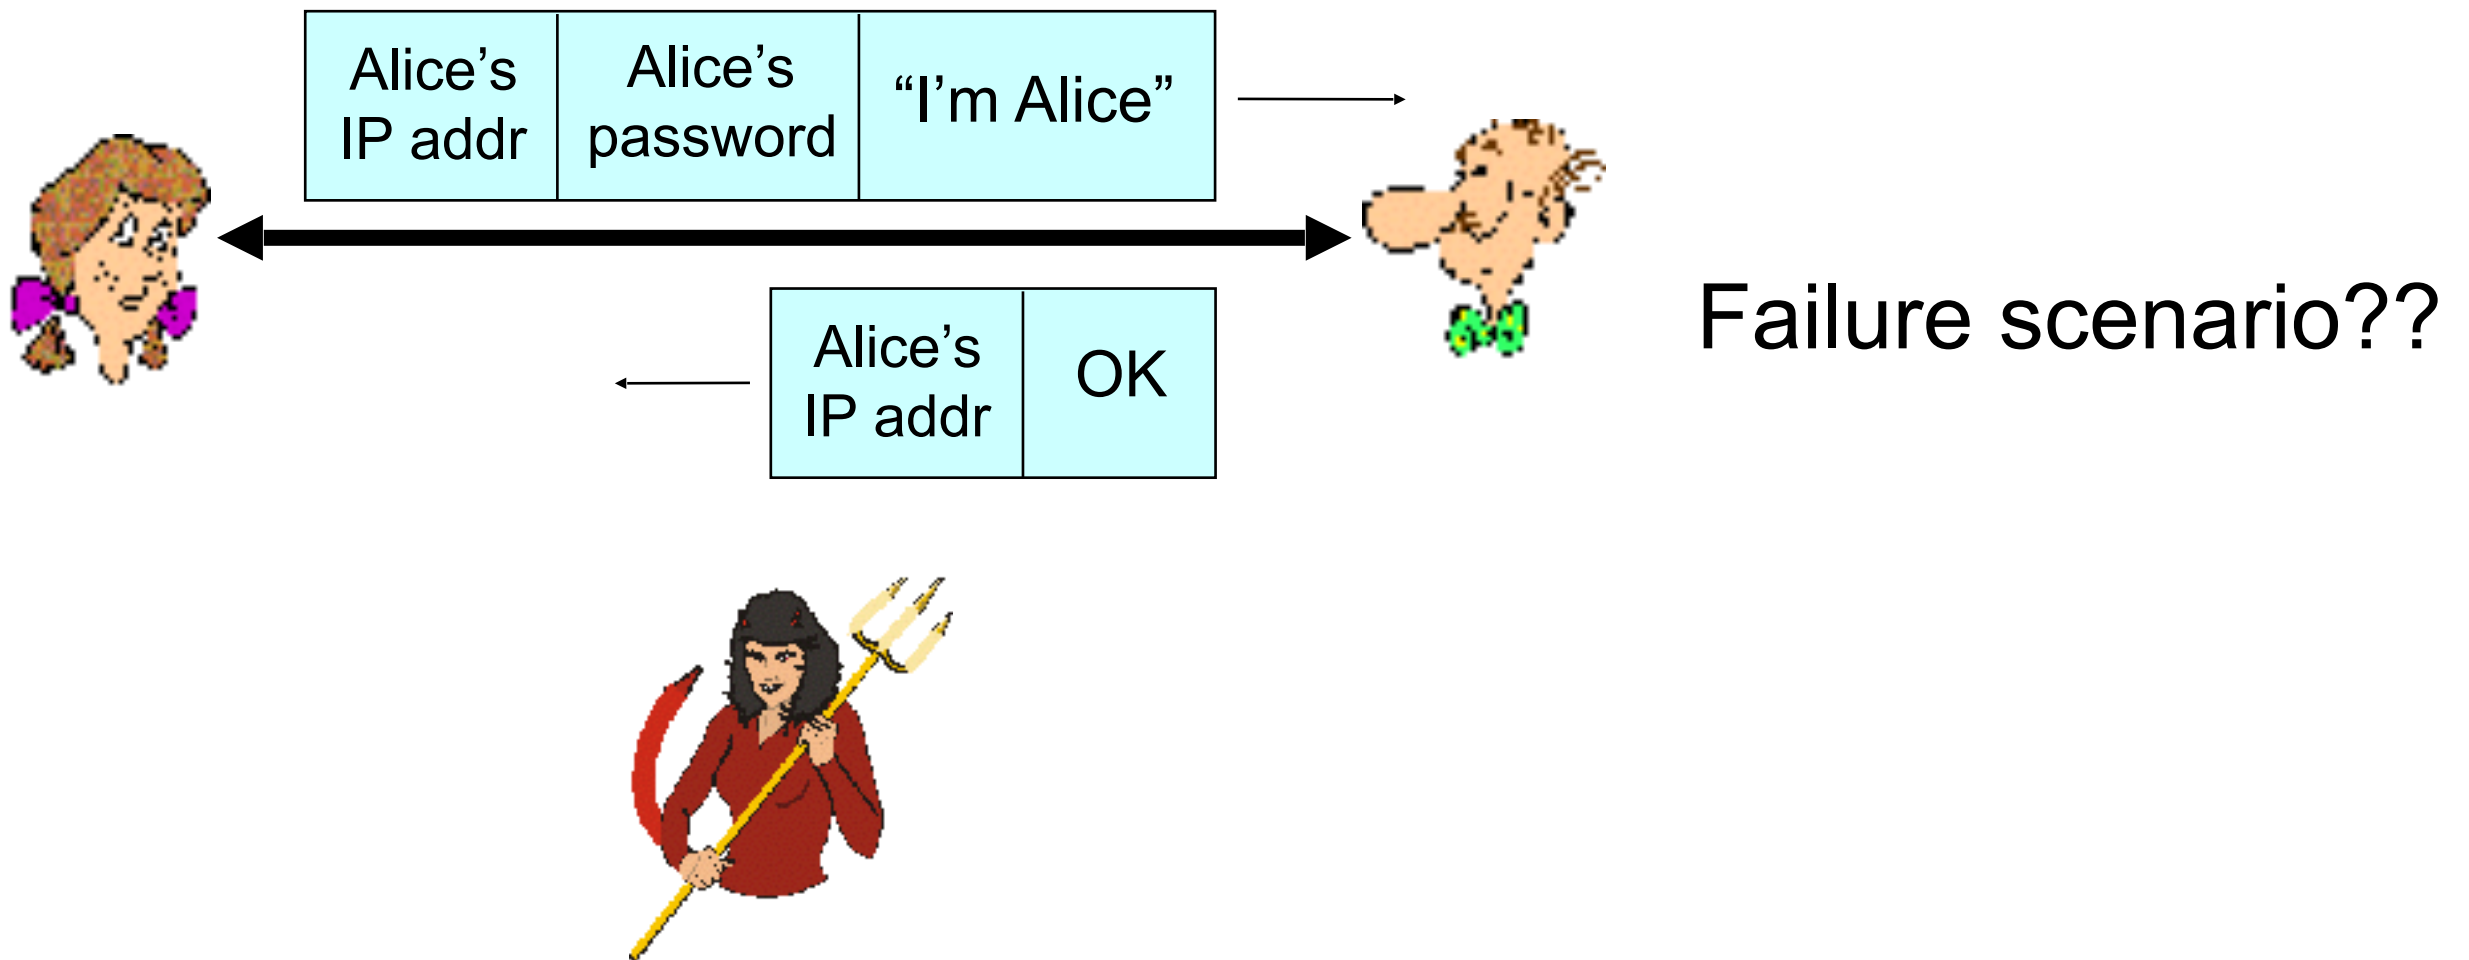 Alice’s
IP addr
Alice’s
password
“I’m Alice”
Alice’s
IP addr
OK
Failure scenario??